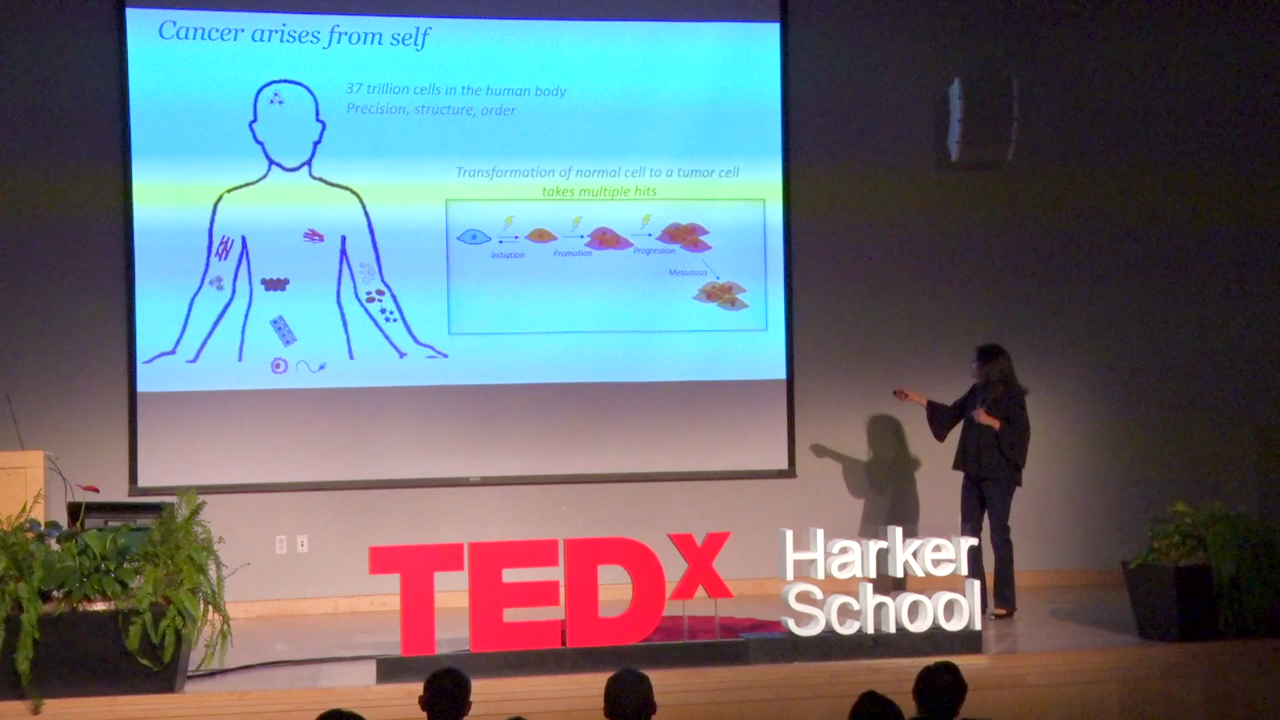 Cancer arises from self
37 trillion cells in the human body
Precision, structure, order
Transformation of normal cell to a tumor cell
takes multiple hits
Initiation
Promotion
Progression
Metastasis
TEDx
Harker
School